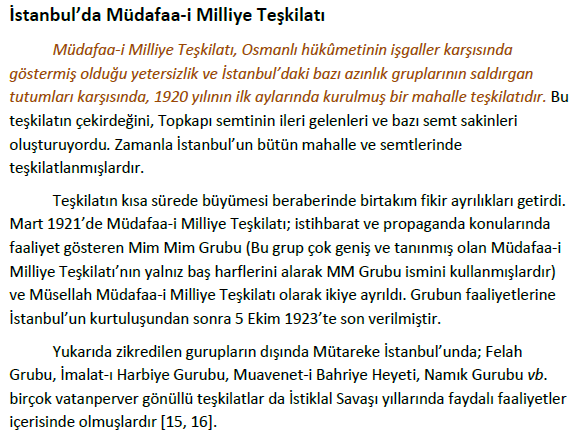 İstanbul’da Müdafaa-i Milliye Teşkilatı
Müdafaa-i Milliye Teşkilatı, Osmanlı hükûmetinin işgaller karşısında
göstermiş olduğu yetersizlik ve İstanbul’daki bazı azınlık gruplarının saldırgan
tutumları karşısında, 1920 yılının ilk aylarında kurulmuş bir mahalle teşkilatıdır. Bu
teşkilatın çekirdeğini, Topkapı semtinin ileri gelenleri ve bazı semt sakinleri
oluşturuyordu. Zamanla İstanbul’un bütün mahalle ve semtlerinde
teşkilatlanmışlardır.
Teşkilatın kısa sürede büyümesi beraberinde birtakım fikir ayrılıkları getirdi.
Mart 1921’de Müdafaa-i Milliye Teşkilatı; istihbarat ve propaganda konularında
faaliyet gösteren Mim Mim Grubu (Bu grup çok geniş ve tanınmış olan Müdafaa-i
Milliye Teşkilatı’nın yalnız baş harflerini alarak MM Grubu ismini kullanmışlardır)
ve Müsellah Müdafaa-i Milliye Teşkilatı olarak ikiye ayrıldı. Grubun faaliyetlerine
İstanbul’un kurtuluşundan sonra 5 Ekim 1923’te son verilmiştir.
Yukarıda zikredilen gurupların dışında Mütareke İstanbul’unda; Felah
Grubu, İmalat-ı Harbiye Gurubu, Muavenet-i Bahriye Heyeti, Namık Gurubu vb.
birçok vatanperver gönüllü teşkilatlar da İstiklal Savaşı yıllarında faydalı faaliyetler
içerisinde olmuşlardır [15, 16].